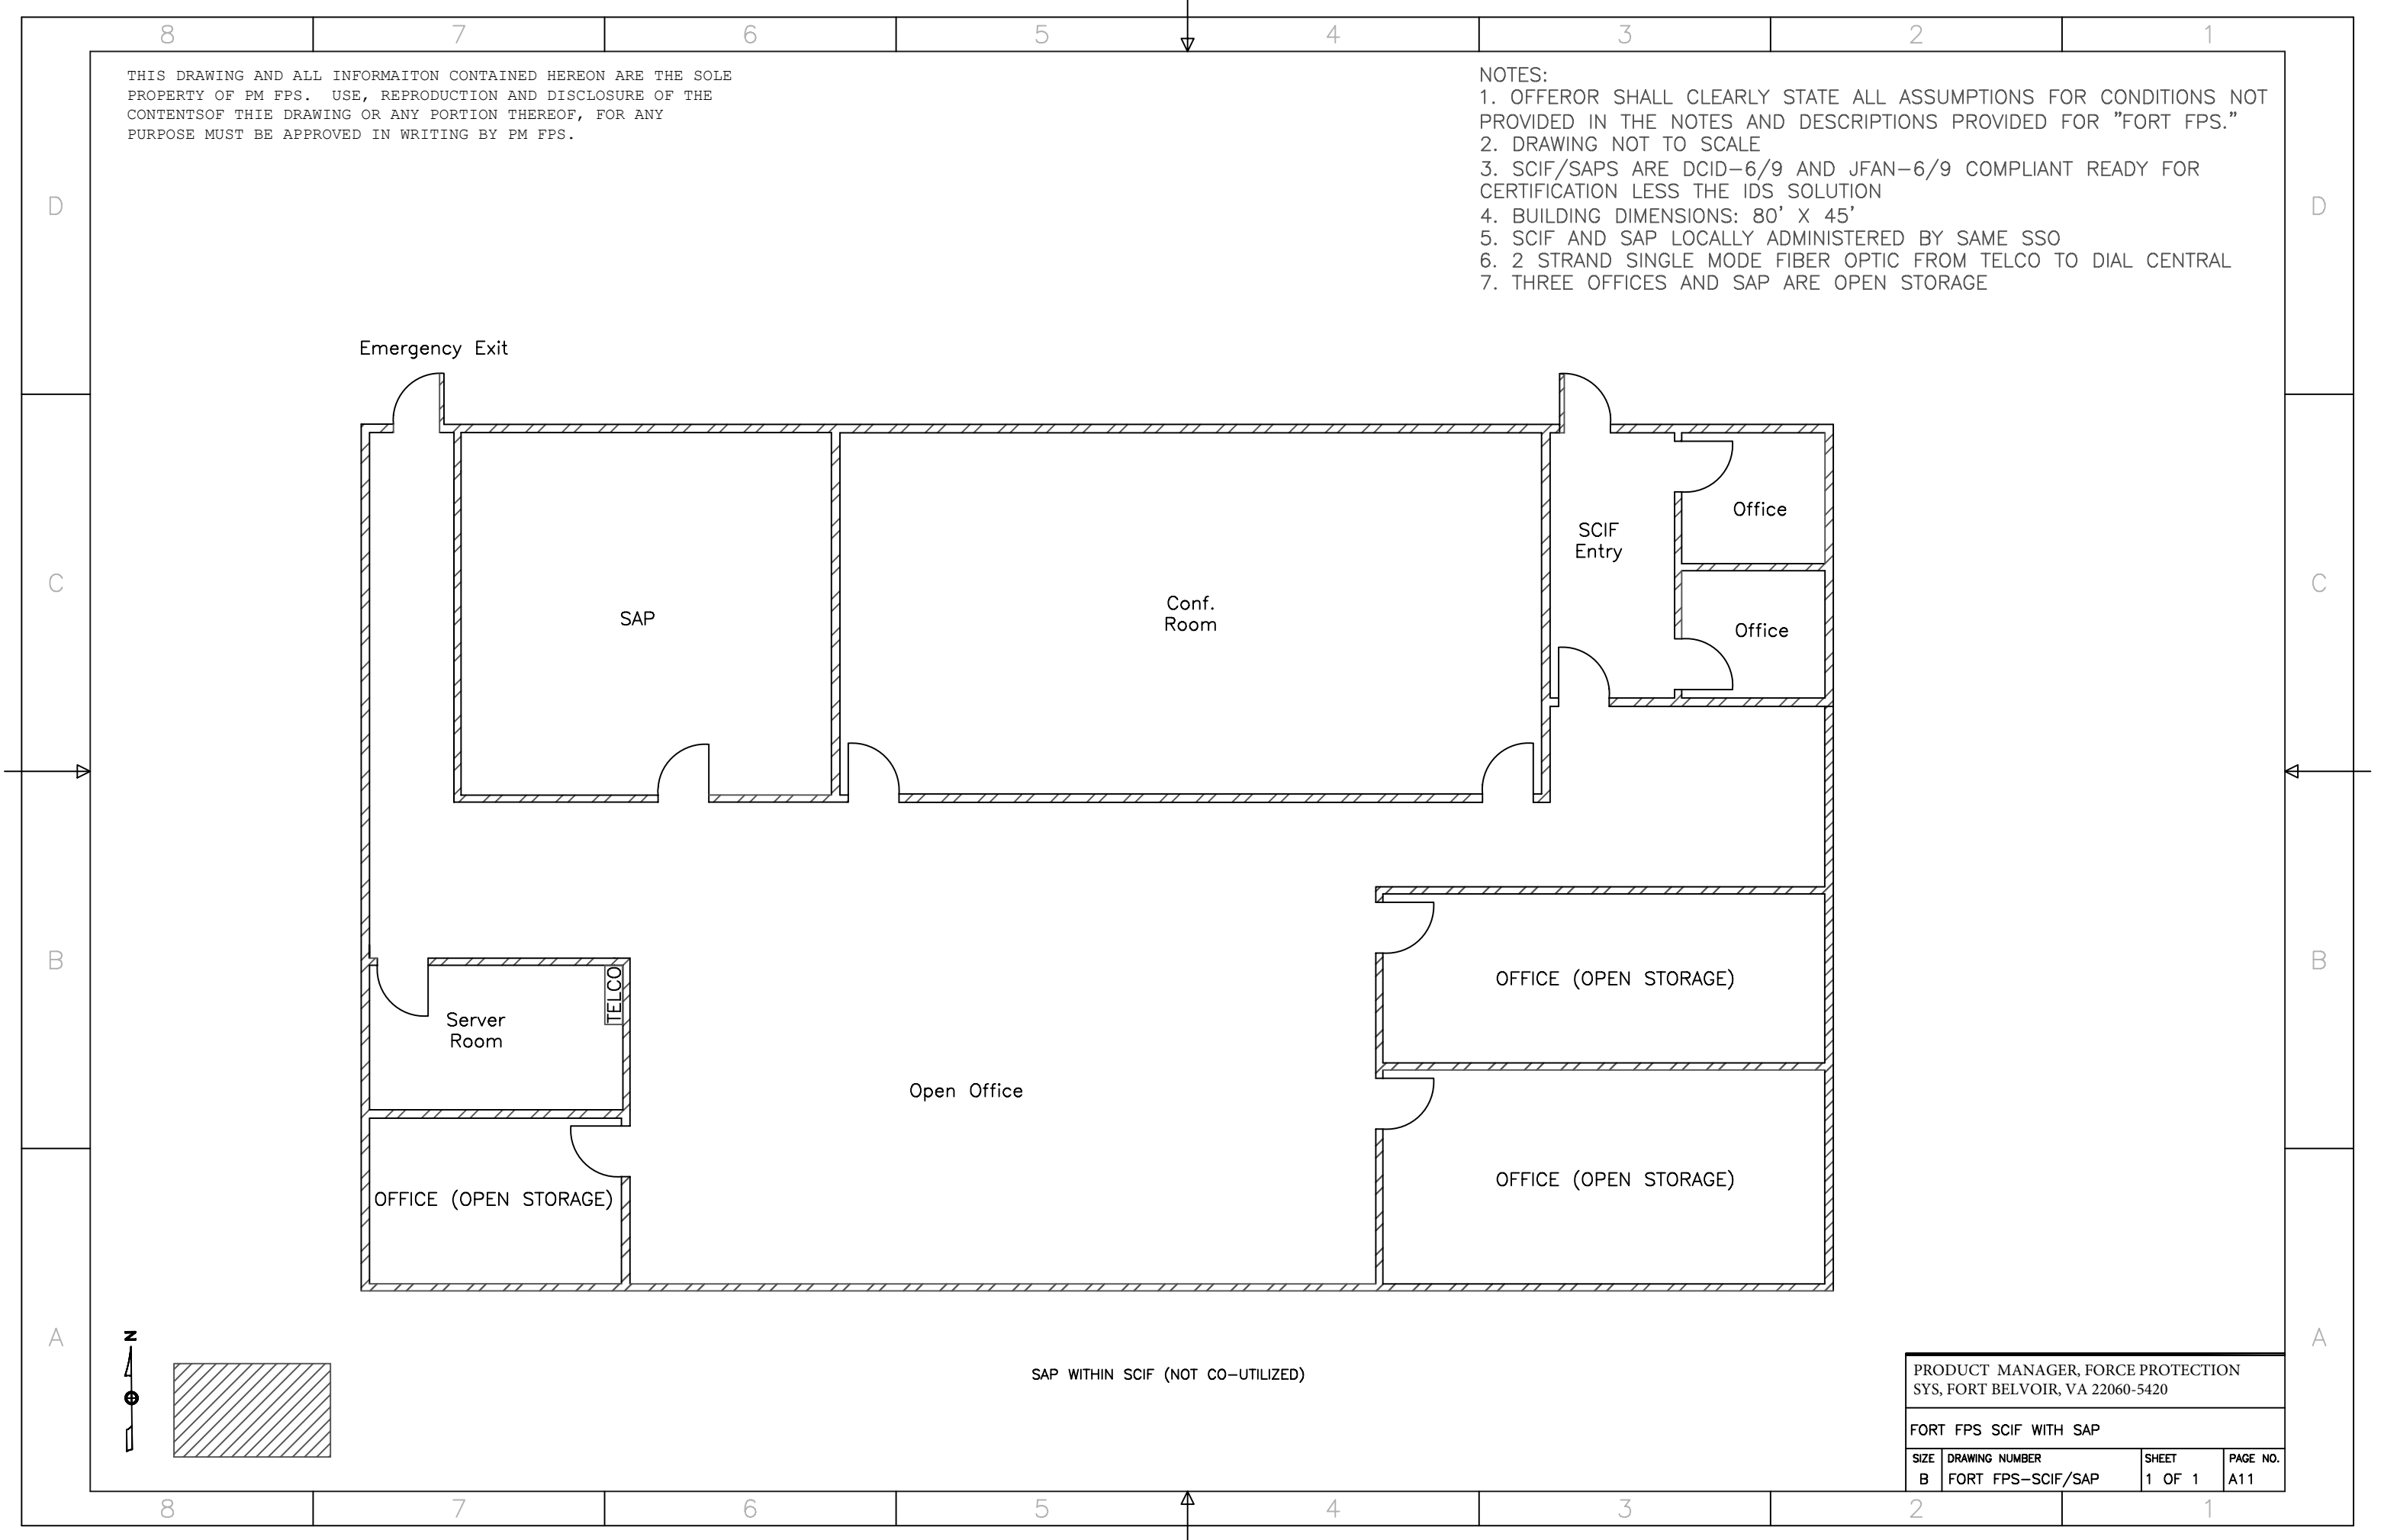 8 7 6 5 4 3 2 1
THIS DRAWING AND ALL INFORMAITON CONTAINED HEREON ARE THE SOLE
PROPERTY OF PM FPS. USE, REPRODUCTION AND DISCLOSURE OF THE
CONTENTSOF THIE DRAWING OR ANY PORTION THEREOF, FOR ANY
PURPOSE MUST BE APPROVED IN WRITING BY PM FPS.
NOTES:
1. OFFEROR SHALL CLEARLY STATE ALL ASSUMPTIONS FOR CONDITIONS NOT
PROVIDED IN THE NOTES AND DESCRIPTIONS PROVIDED FOR "FORT FPS."
2. DRAWING NOT TO SCALE
3. SCIF/SAPS ARE DCID-6/9 AND JFAN-6/9 COMPLIANT READY FOR
CERTIFICATION LESS THE IDS SOLUTION
4. BUILDING DIMENSIONS: 80' X 45'
5. SCIF AND SAP LOCALLY ADMINISTERED BY SAME SSO
6. 2 STRAND SINGLE MODE FIBER OPTIC FROM TELCO TO DIAL CENTRAL
7. THREE OFFICES AND SAP ARE OPEN STORAGE
D D
Emergency Exit
Office
SCIF
Entry
C C
SAP
Conf.
Room
Office
B B
TELCO
OFFICE (OPEN STORAGE)
Server
Room
Open Office
OFFICE (OPEN STORAGE)
OFFICE (OPEN STORAGE)
A A
N
SAP WITHIN SCIF (NOT CO-UTILIZED)
PRODUCT MANAGER, FORCE PROTECTION
SYS, FORT BELVOIR, VA 22060-5420
FORT FPS SCIF WITH SAP
SIZE DRAWING NUMBER SHEET PAGE NO.
B FORT FPS-SCIF/SAP 1 OF 1 A11
8 7 6 5 4 3 2 1